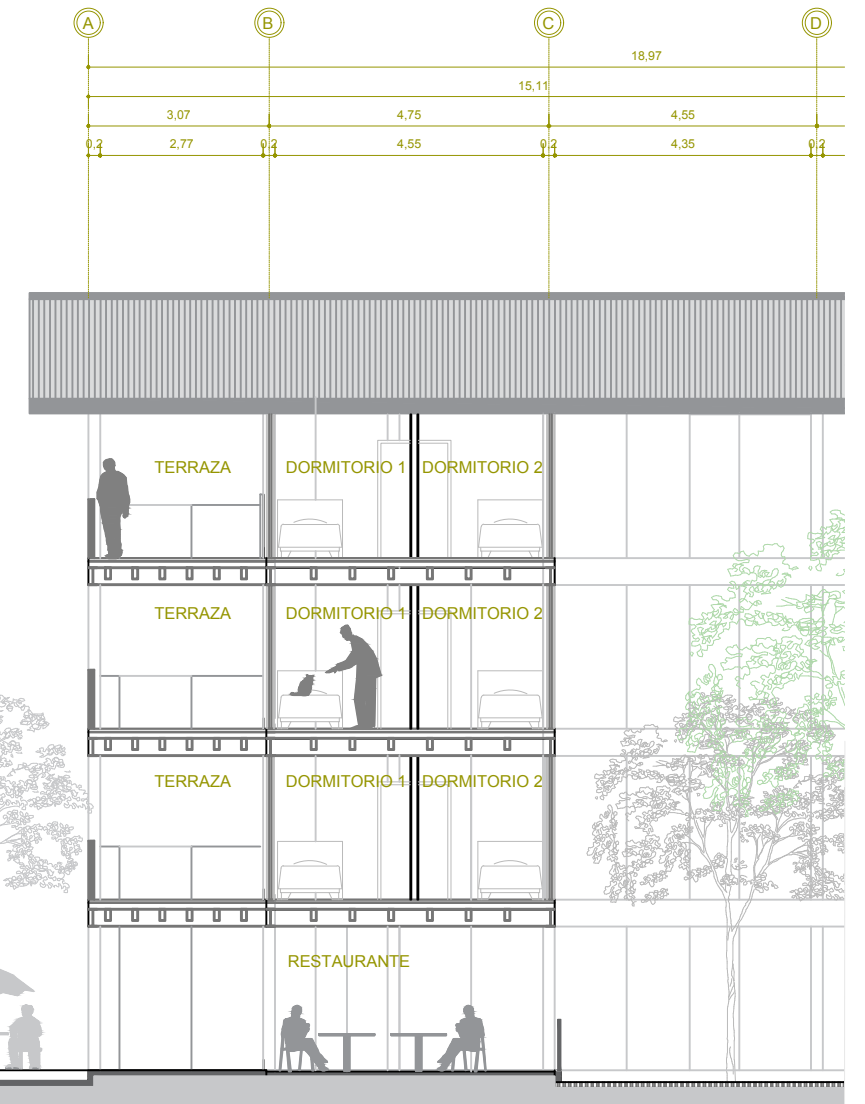 A B C D
18,97
15,11
3,07 4,75 4,55
0,2 2,77 0,2 4,55 0,2 4,35 0,2
TERRAZA DORMITORIO 1 DORMITORIO 2
TERRAZA DORMITORIO 1 DORMITORIO 2
TERRAZA DORMITORIO 1 DORMITORIO 2
RESTAURANTE